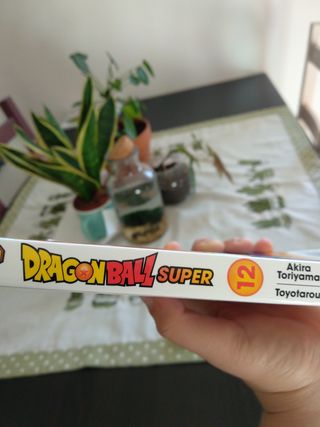 DRAGON BALL SUPER 12
Akira
Toriyama
Toyotarou